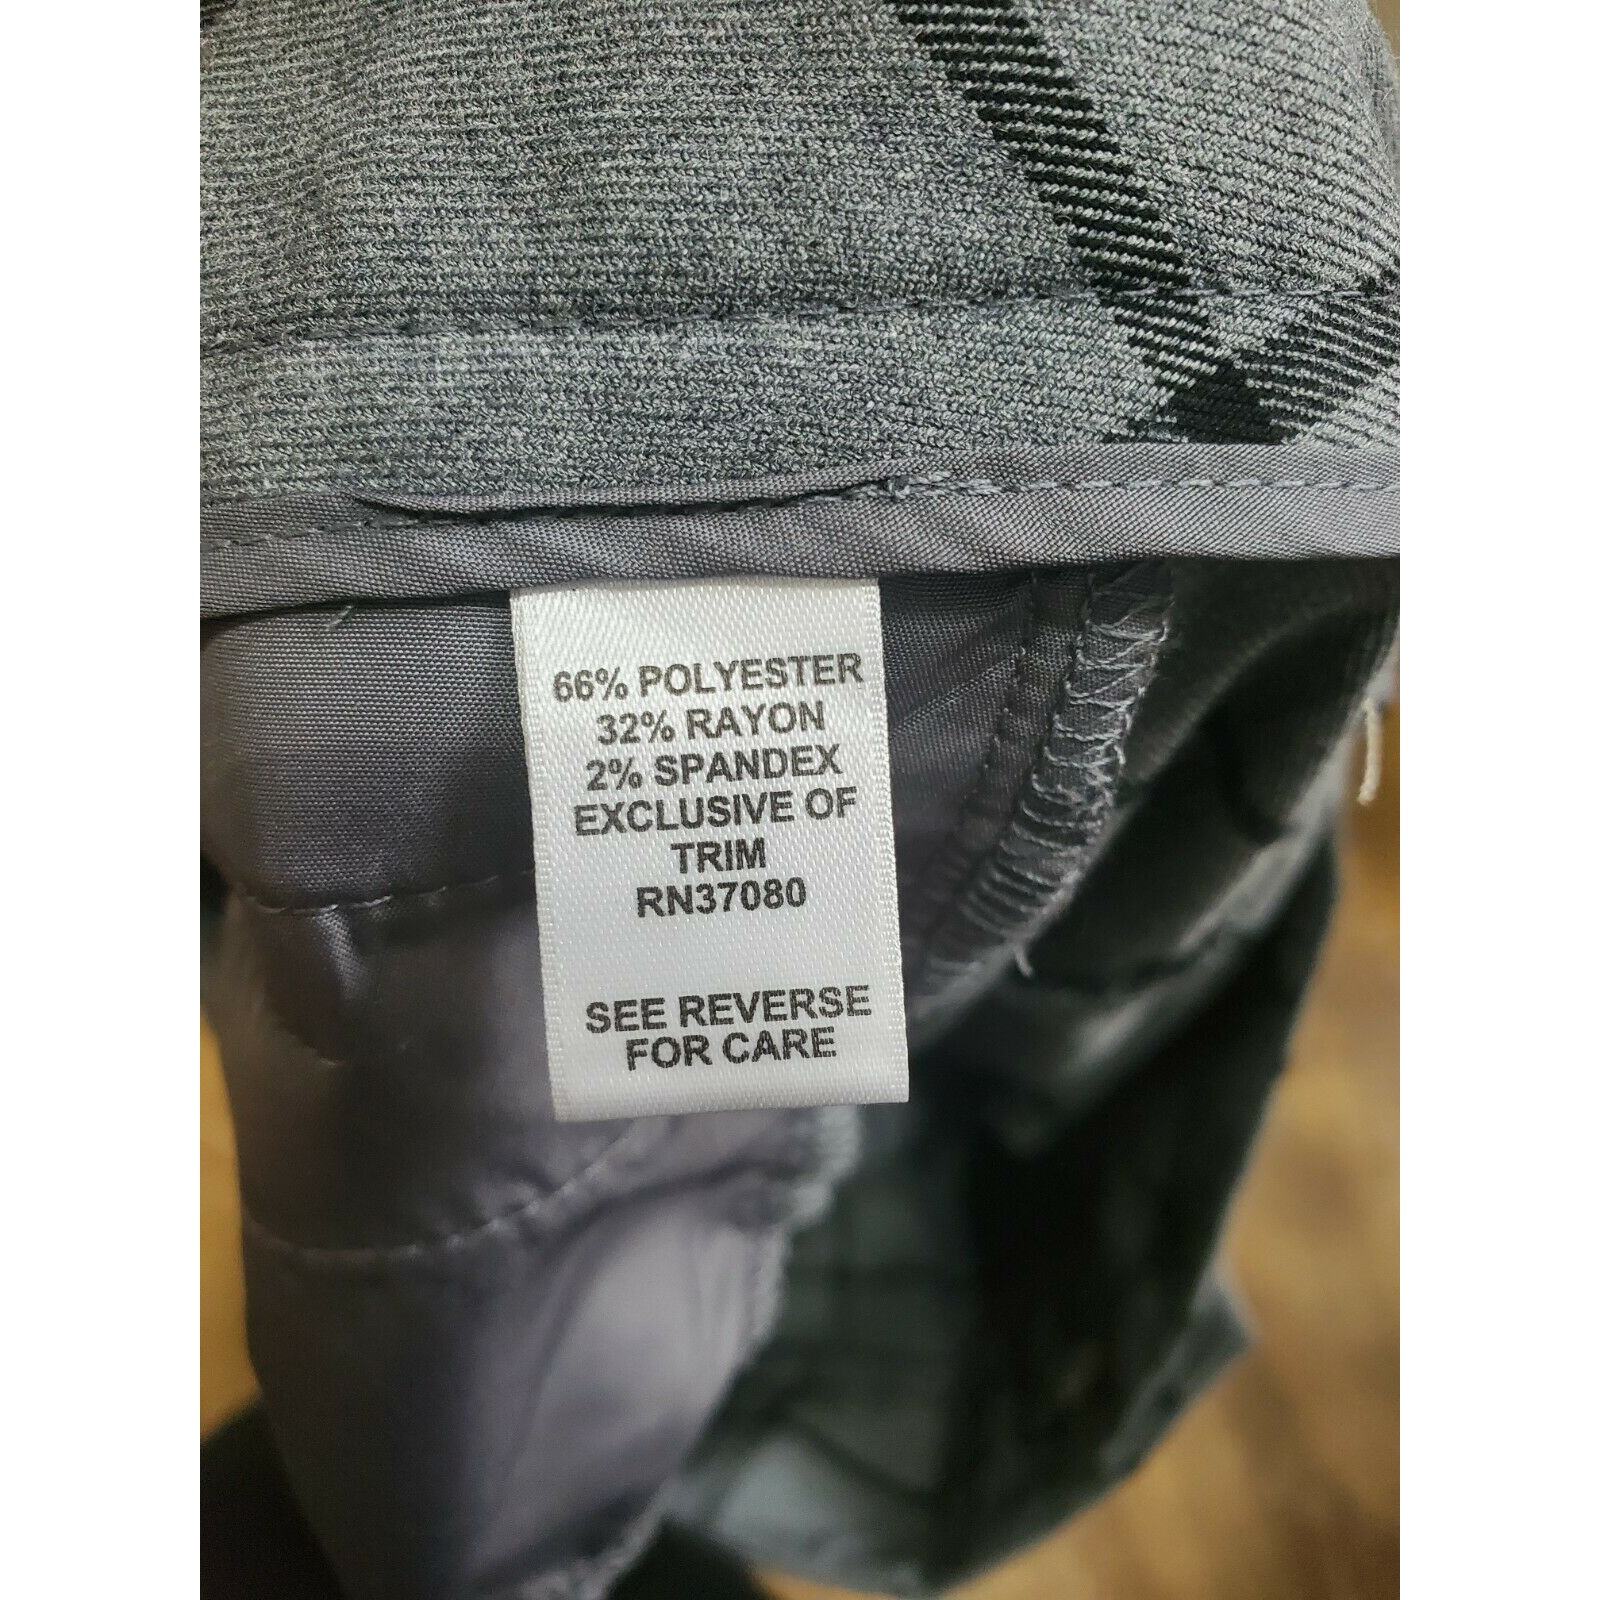 66% POLYESTER
32% RAYON
2% SPANDEX
EXCLUSIVE OF
TRIM
RN37080
SEE REVERSE
FOR CARE